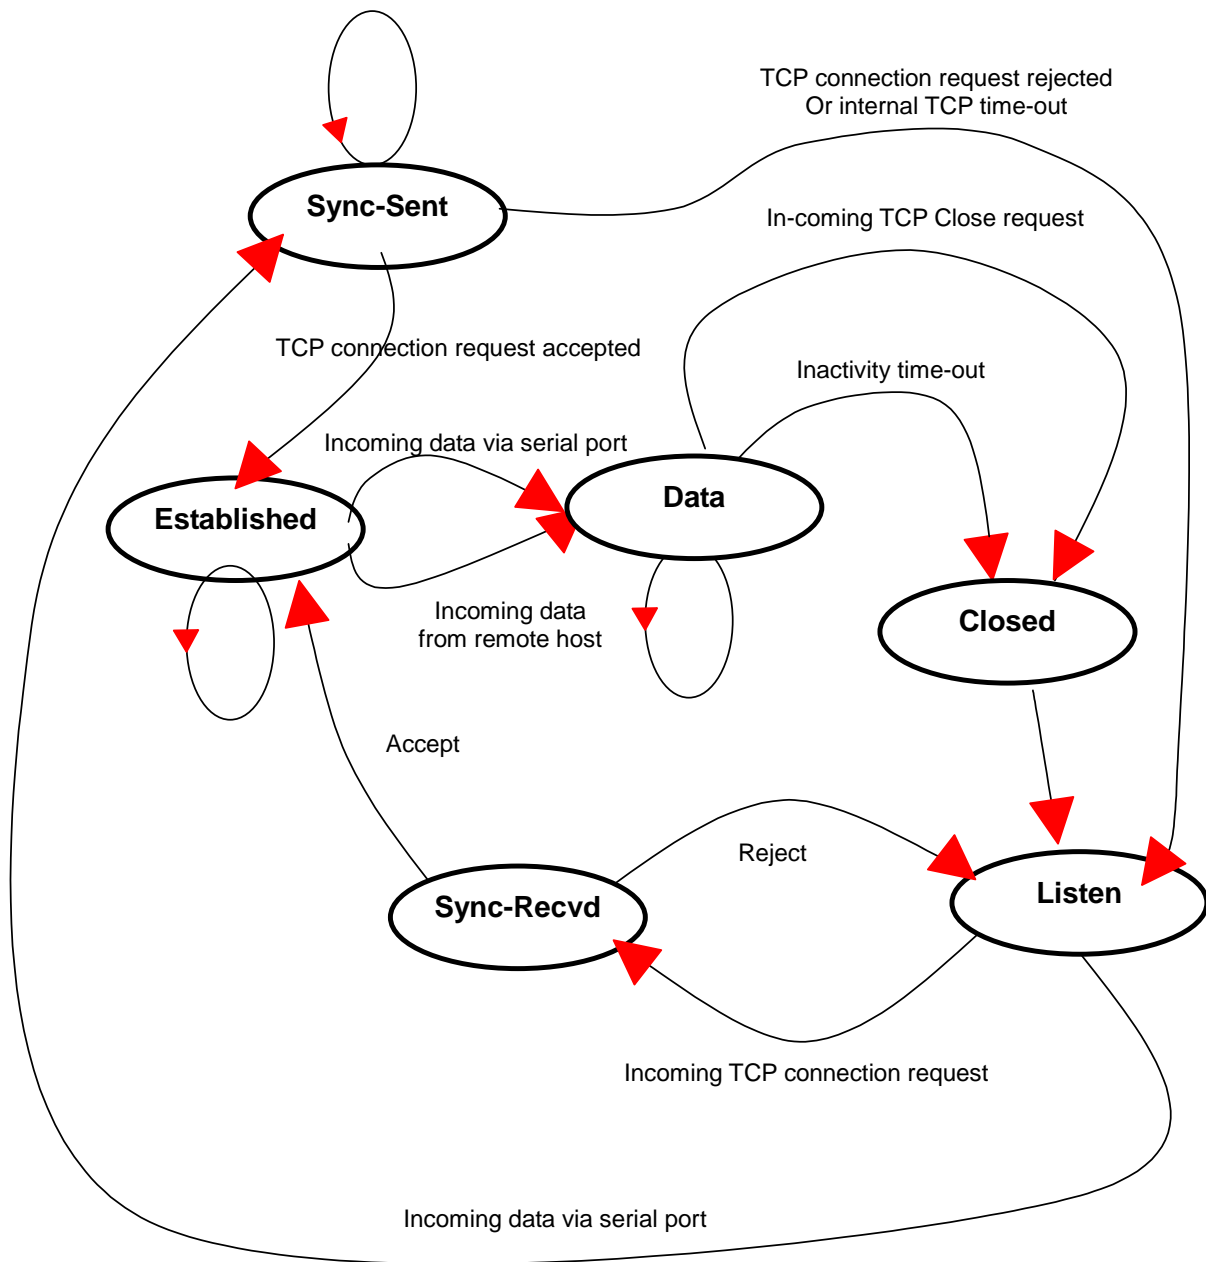 TCP connection request rejected
Or internal TCP time-out
Sync-Sent
In-coming TCP Close request
TCP connection request accepted
Inactivity time-out
Incoming data via serial port
Data
Established
Incoming data
from remote host
Closed
Accept
Reject
Listen
Sync-Recvd
Incoming TCP connection request
Incoming data via serial port